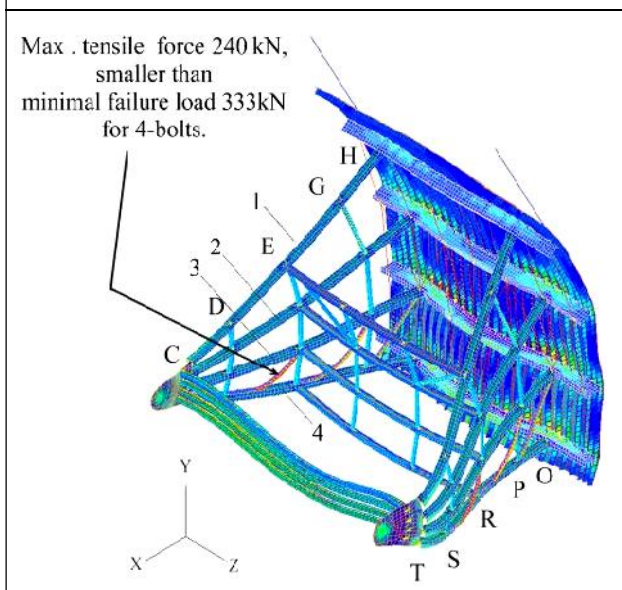 Max . tensile force 240 kN,
smaller than
minimal failure load 333kN
for 4-bolts.
H
G
1
E
2
3
D
C
4
Y
X
Z
T
S
R
P
O